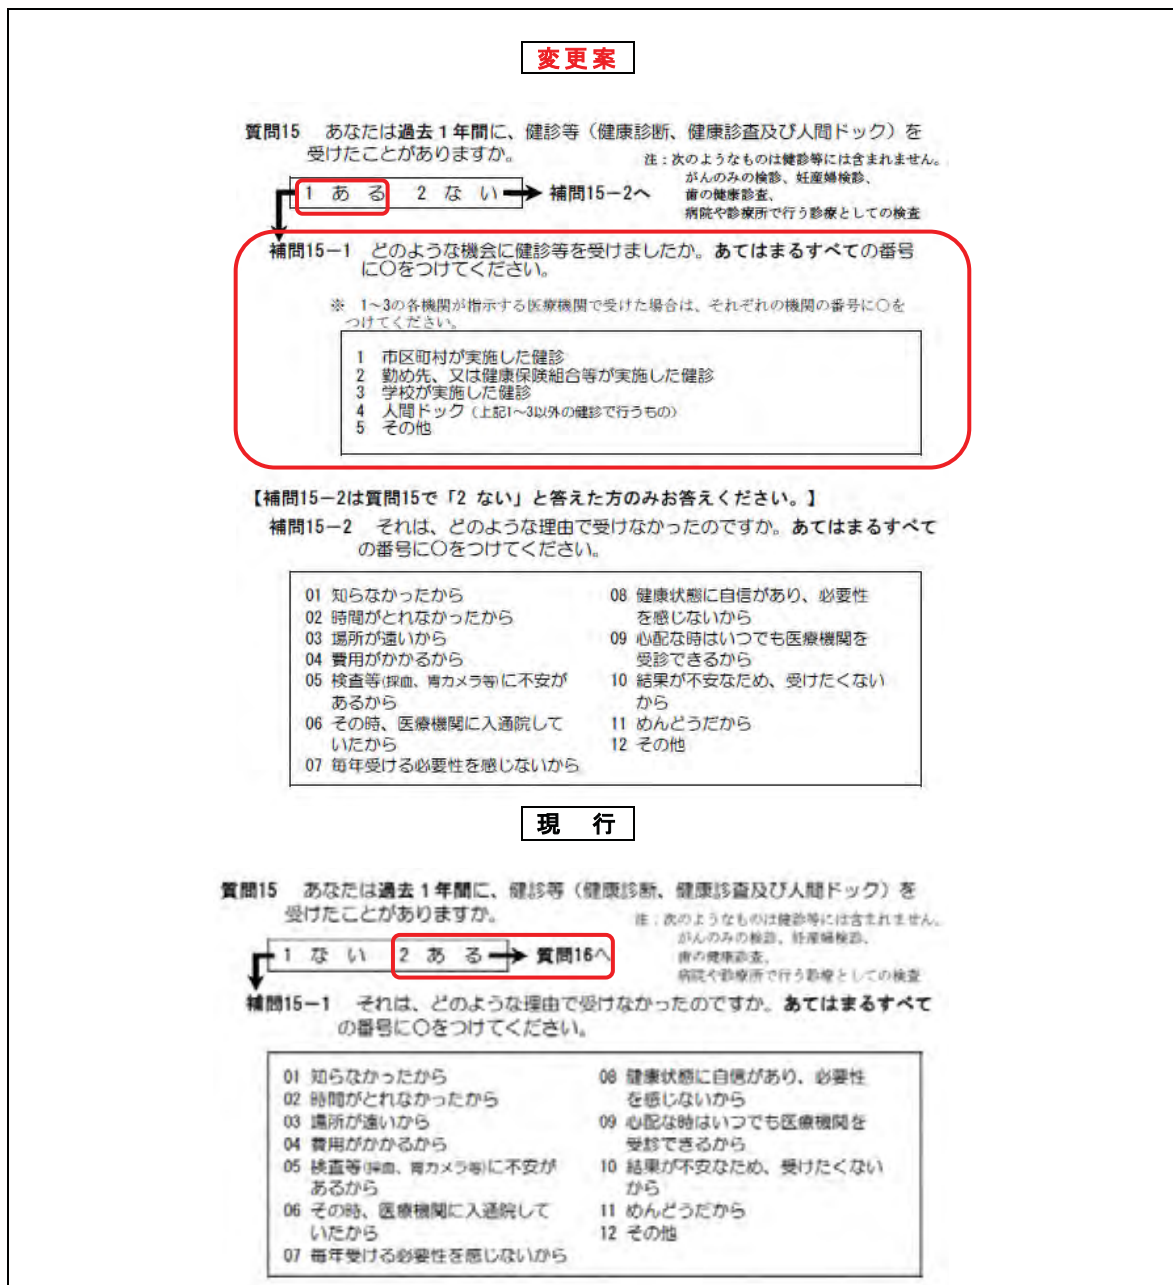 変更案
質問15　あなたは過去１年間に、健診等（健康診断、健康診査及び人間ドック）を
受けたことがありますか。
注：次のようなものは健診等には含まれません。
がんのみの検診、妊産婦検診、
歯の健康診査、
病院や診療所で行う診療としての検査
1　ある　2　ない → 補問15－2へ
補問15－1　どのような機会に健診等を受けましたか。あてはまるすべての番号
に○をつけてください。
※　1～3の各機関が指示する医療機関で受けた場合は、それぞれの機関の番号に○を
つけてください。
1　市区町村が実施した健診
2　勤め先、又は健康保険組合等が実施した健診
3　学校が実施した健診
4　人間ドック（上記1～3以外の健診で行うもの）
5　その他
【補問15－2は質問15で「2 ない」と答えた方のみお答えください。】
補問15－2　それは、どのような理由で受けなかったのですか。あてはまるすべて
の番号に○をつけてください。
01 知らなかったから
02 時間がとれなかったから
03 場所が遠いから
04 費用がかかるから
05 検査等(採血、胃カメラ等)に不安が
あるから
06 その時、医療機関に入通院して
いたから
07 毎年受ける必要性を感じないから
08 健康状態に自信があり、必要性
を感じないから
09 心配な時はいつでも医療機関を
受診できるから
10 結果が不安なため、受けたくない
から
11 めんどうだから
12 その他
現　行
質問15　あなたは過去１年間に、健診等（健康診断、健康診査及び人間ドック）を
受けたことがありますか。
注：次のようなものは健診等には含まれません。
がんのみの検診、妊産婦検診、
歯の健康診査、
病院や診療所で行う診療としての検査
1　ない　2　ある → 質問16へ
補問15－1　それは、どのような理由で受けなかったのですか。あてはまるすべて
の番号に○をつけてください。
01 知らなかったから
02 時間がとれなかったから
03 場所が遠いから
04 費用がかかるから
05 検査等(採血、胃カメラ等)に不安が
あるから
06 その時、医療機関に入通院して
いたから
07 毎年受ける必要性を感じないから
08 健康状態に自信があり、必要性
を感じないから
09 心配な時はいつでも医療機関を
受診できるから
10 結果が不安なため、受けたくない
から
11 めんどうだから
12 その他